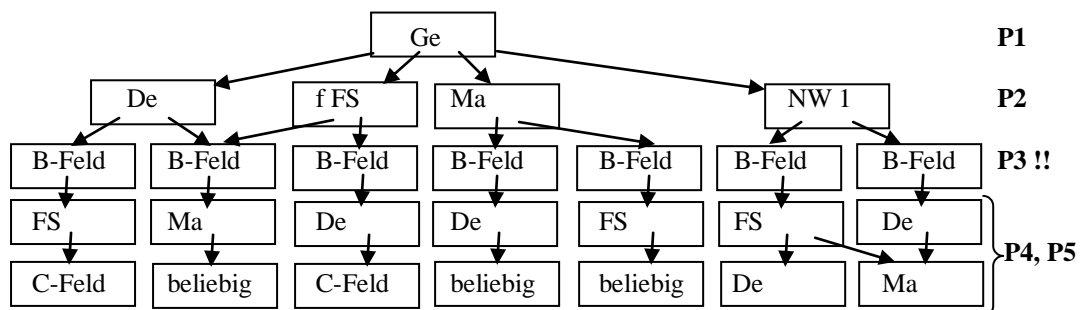 Ge P1
De f FS Ma NW 1 P2
B-Feld B-Feld B-Feld B-Feld B-Feld B-Feld B-Feld P3 !!
FS Ma De De FS FS De
P4, P5
C-Feld beliebig C-Feld beliebig beliebig De Ma